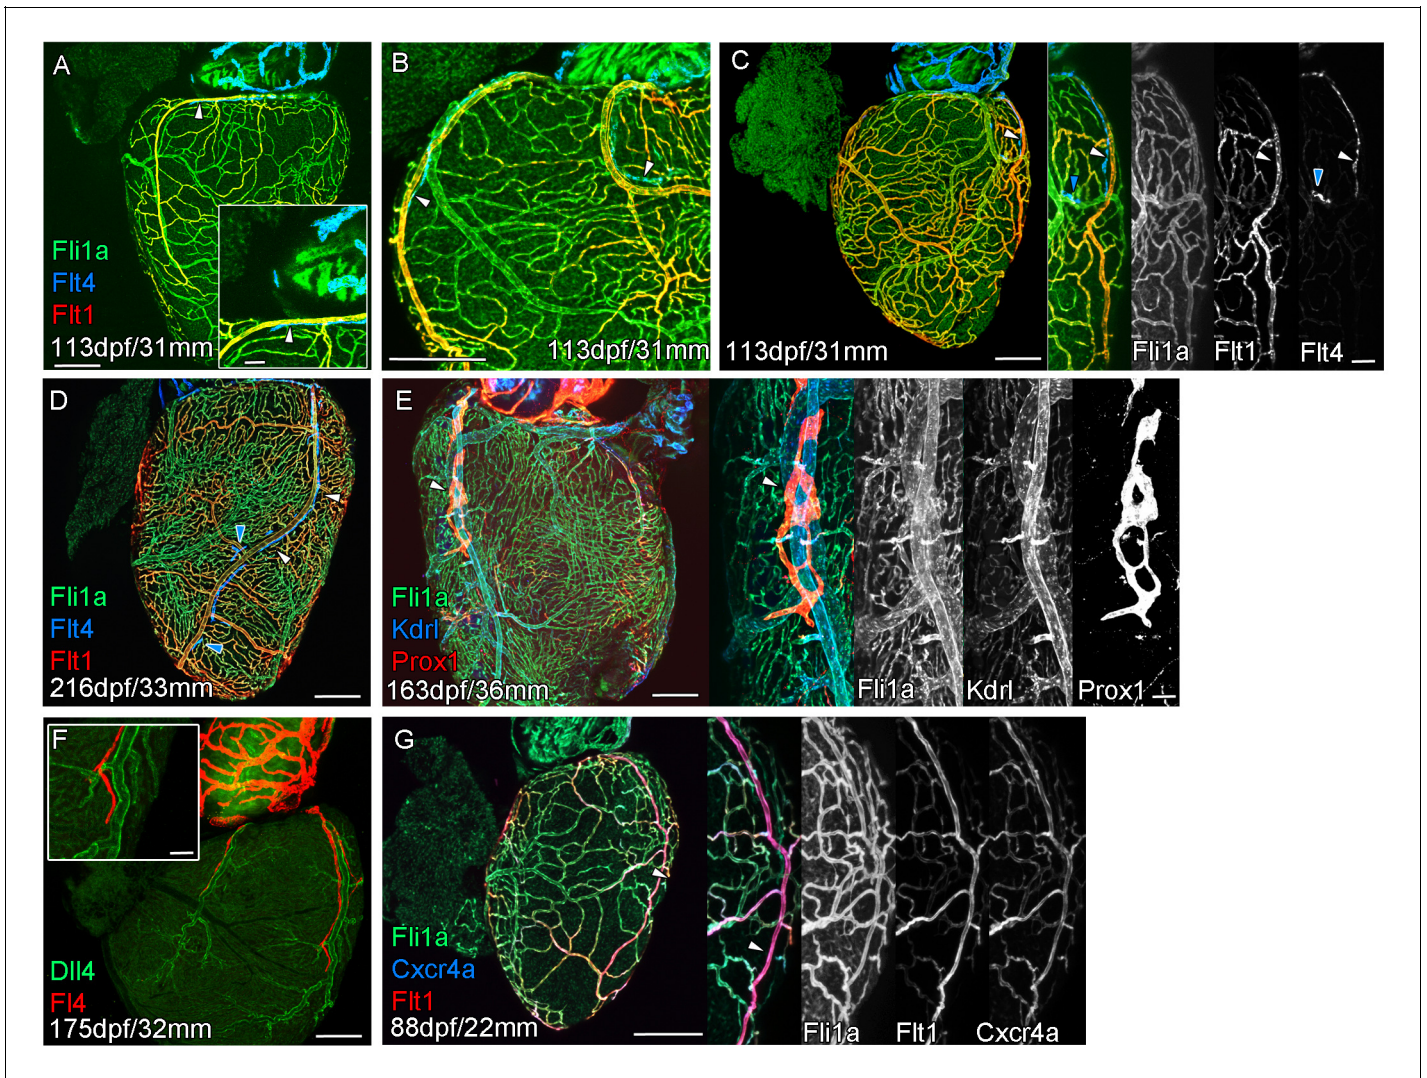 A
Fli1a
Flt4
Flt1
113dpf/31mm
B
113dpf/31mm
C
113dpf/31mm
Fli1a
Flt1
Flt4
D
Fli1a
Flt4
Flt1
216dpf/33mm
E
Fli1a
Kdrl
Prox1
163dpf/36mm
Fli1a
Kdrl
Prox1
F
Dll4
Fl4
175dpf/32mm
G
Fli1a
Cxcr4a
Flt1
88dpf/22mm
Fli1a
Flt1
Cxcr4a